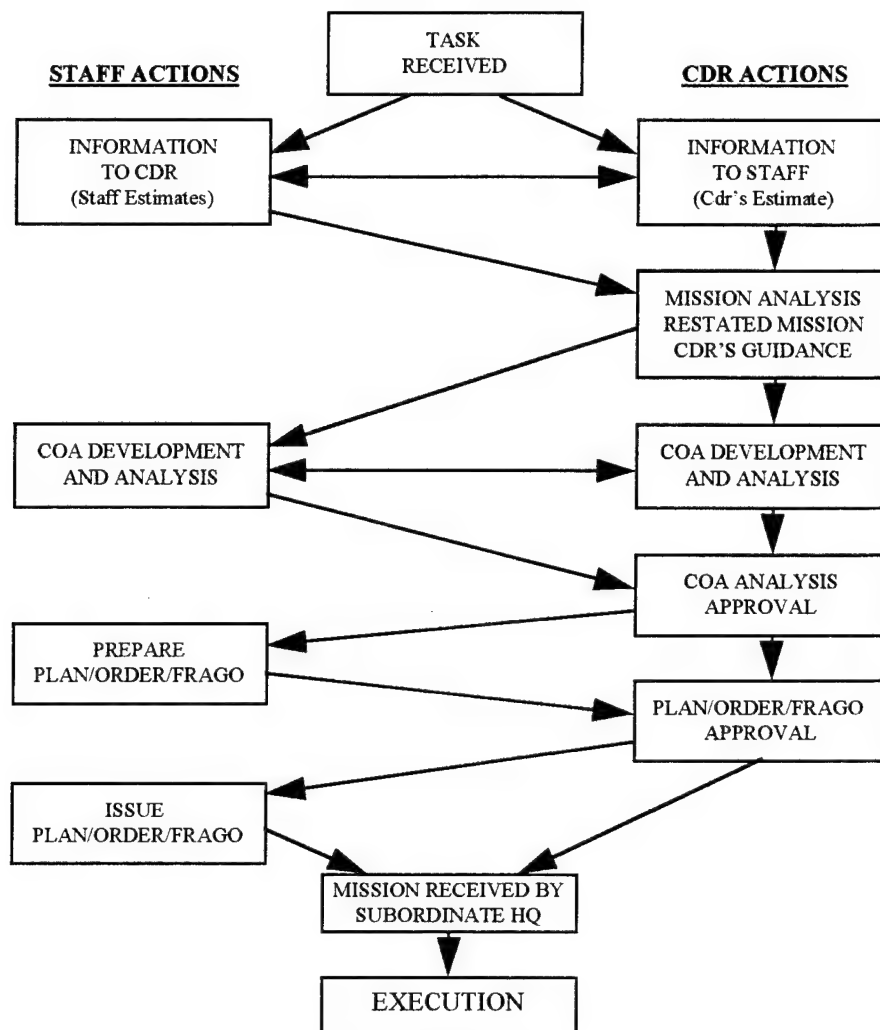 TASK
RECEIVED
STAFF ACTIONS
CDR ACTIONS
INFORMATION
TO CDR
(Staff Estimates)
INFORMATION
TO STAFF
(Cdr's Estimate)
MISSION ANALYSIS
RESTATED MISSION
CDR'S GUIDANCE
COA DEVELOPMENT
AND ANALYSIS
COA DEVELOPMENT
AND ANALYSIS
COA ANALYSIS
APPROVAL
PREPARE
PLAN/ORDER/FRAGO
PLAN/ORDER/FRAGO
APPROVAL
ISSUE
PLAN/ORDER/FRAGO
MISSION RECEIVED BY
SUBORDINATE HQ
EXECUTION